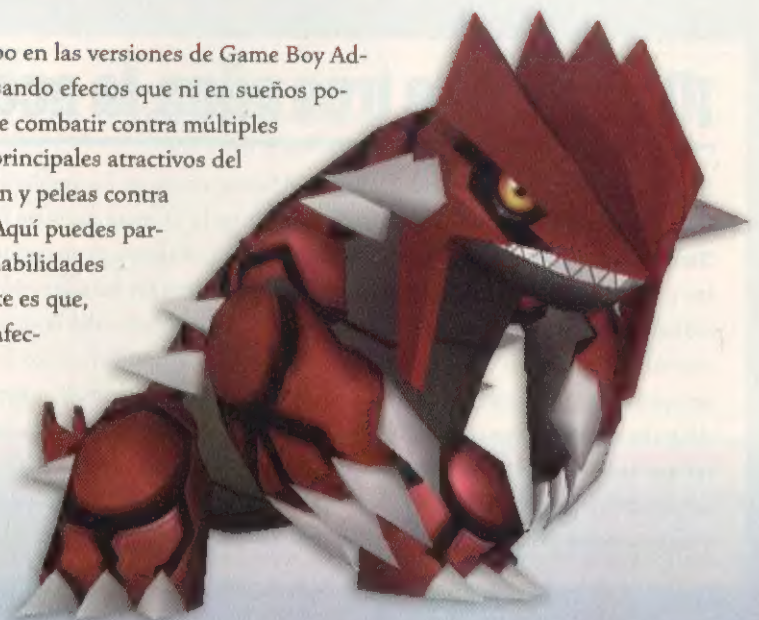 po en las versiones de Game Boy Ad-
sando efectos que ni en sueños po-
e combatir contra múltiples
principales atractivos del
n y peleas contra
Aquí puedes par-
abilidades
te es que,
afec-